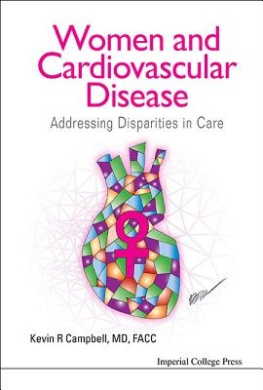 Women and
Cardiovascular
Disease
Addressing Disparities in Care
Kevin R Campbell, MD, FACC
Imperial College Press